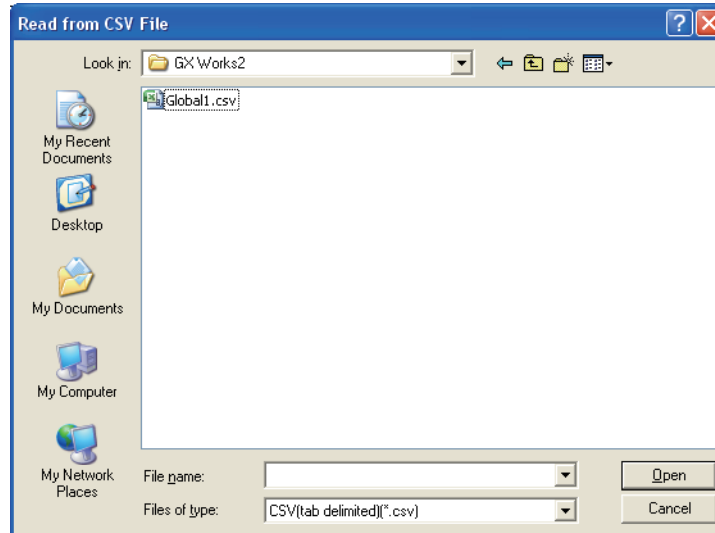 Read from CSV File
Look in: GX Works2
Global1.csv
My Recent
Documents
Desktop
My Documents
My Computer
My Network
Places
File name:
Open
Files of type: CSV(tab delimited)(*.csv)
Cancel